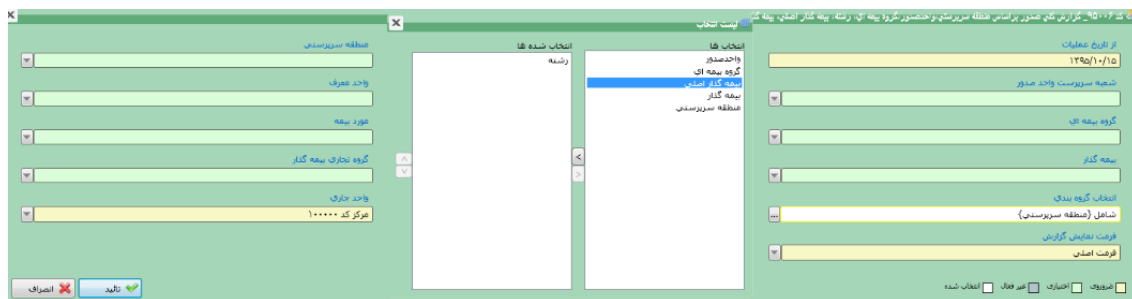 کد ۹۵۰۰۶_ گزارش کلی صدور براساس منطقه سرپرستی،واحدصدور،گروه بیمه ای، رشته، بیمه گذار اصلی، بیمه گذا
از تاریخ عملیات
۱۳۹۵/۱۰/۱۵
شعبه سرپرست واحد صدور
گروه بیمه ای
بیمه گذار
انتخاب گروه بندی
شامل {منطقه سرپرستی}
...
فرمت نمایش گزارش
فرمت اصلی
ضروری اختیاری غیر فعال انتخاب شده
لیست انتخاب
انتخاب ها
واحدصدور
گروه بیمه ای
بیمه گذار اصلی
بیمه گذار
منطقه سرپرستی
انتخاب شده ها
رشته
منطقه سرپرستی
واحد معرف
مورد بیمه
گروه تجاری بیمه گذار
واحد جاری
مرکز کد ۱۰۰۰۰۰
تائید
انصراف